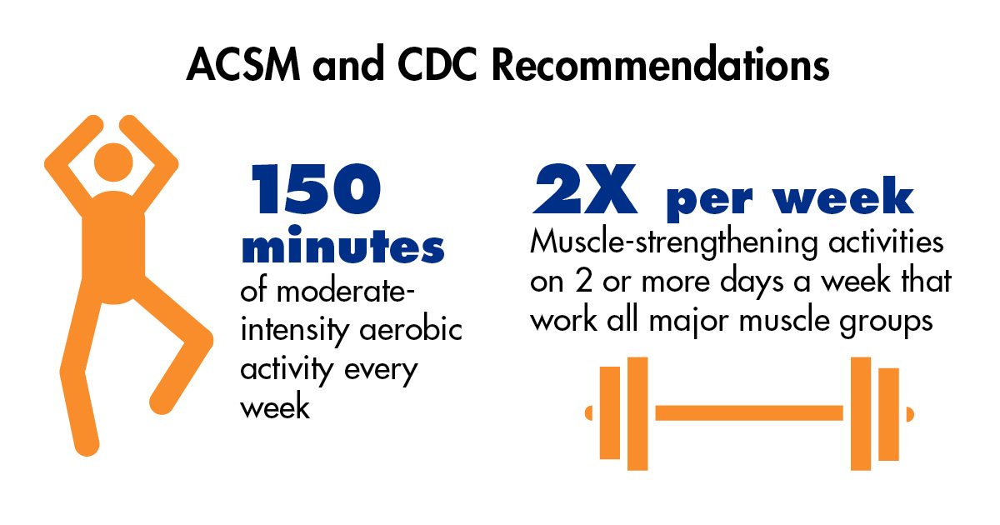 ACSM and CDC Recommendations
150
minutes
of moderate-
intensity aerobic
activity every
week
2X per week
Muscle-strengthening activities
on 2 or more days a week that
work all major muscle groups